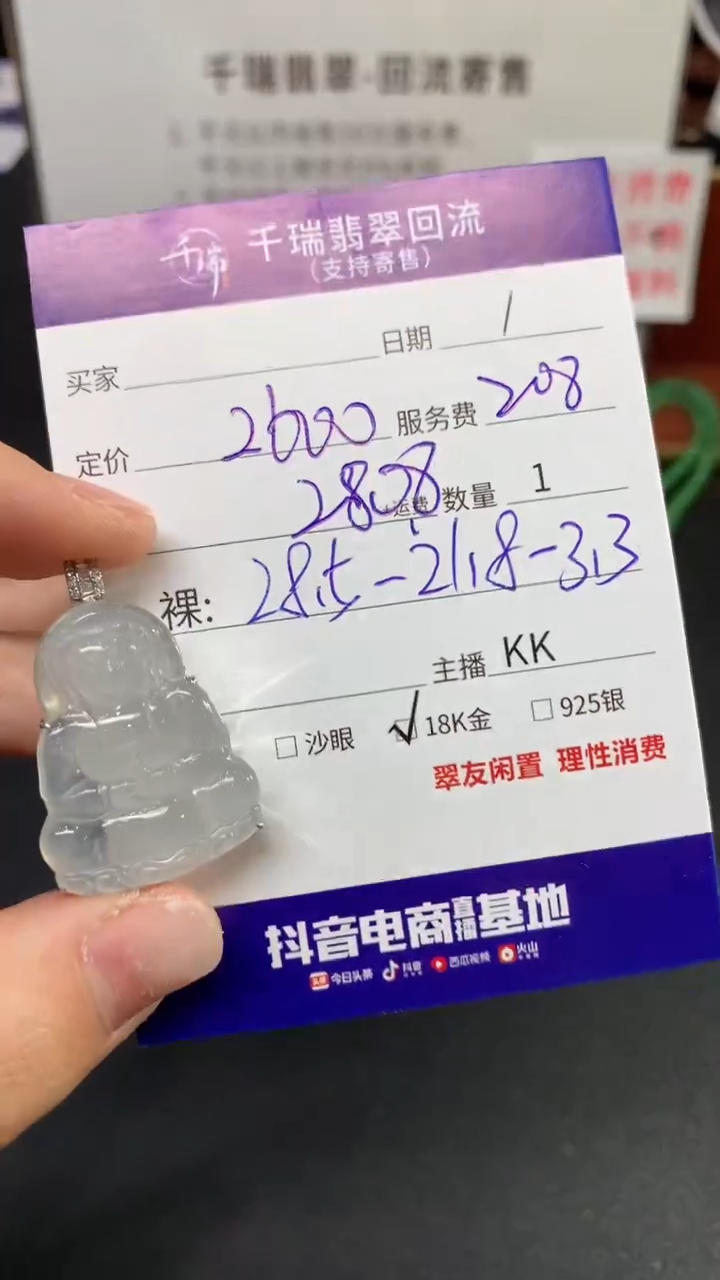 千瑞翡翠-回流寄售
千瑞
千瑞翡翠回流
(支持寄售)
买家 日期 /
定价 2600 服务费 208
2808 +运费 数量 1
裸: 28.5-21.8-3.3
主播 KK
沙眼 √ 18K金 925银
翠友闲置 理性消费
抖音电商直播基地
头条 今日头条 抖音 西瓜视频 火山